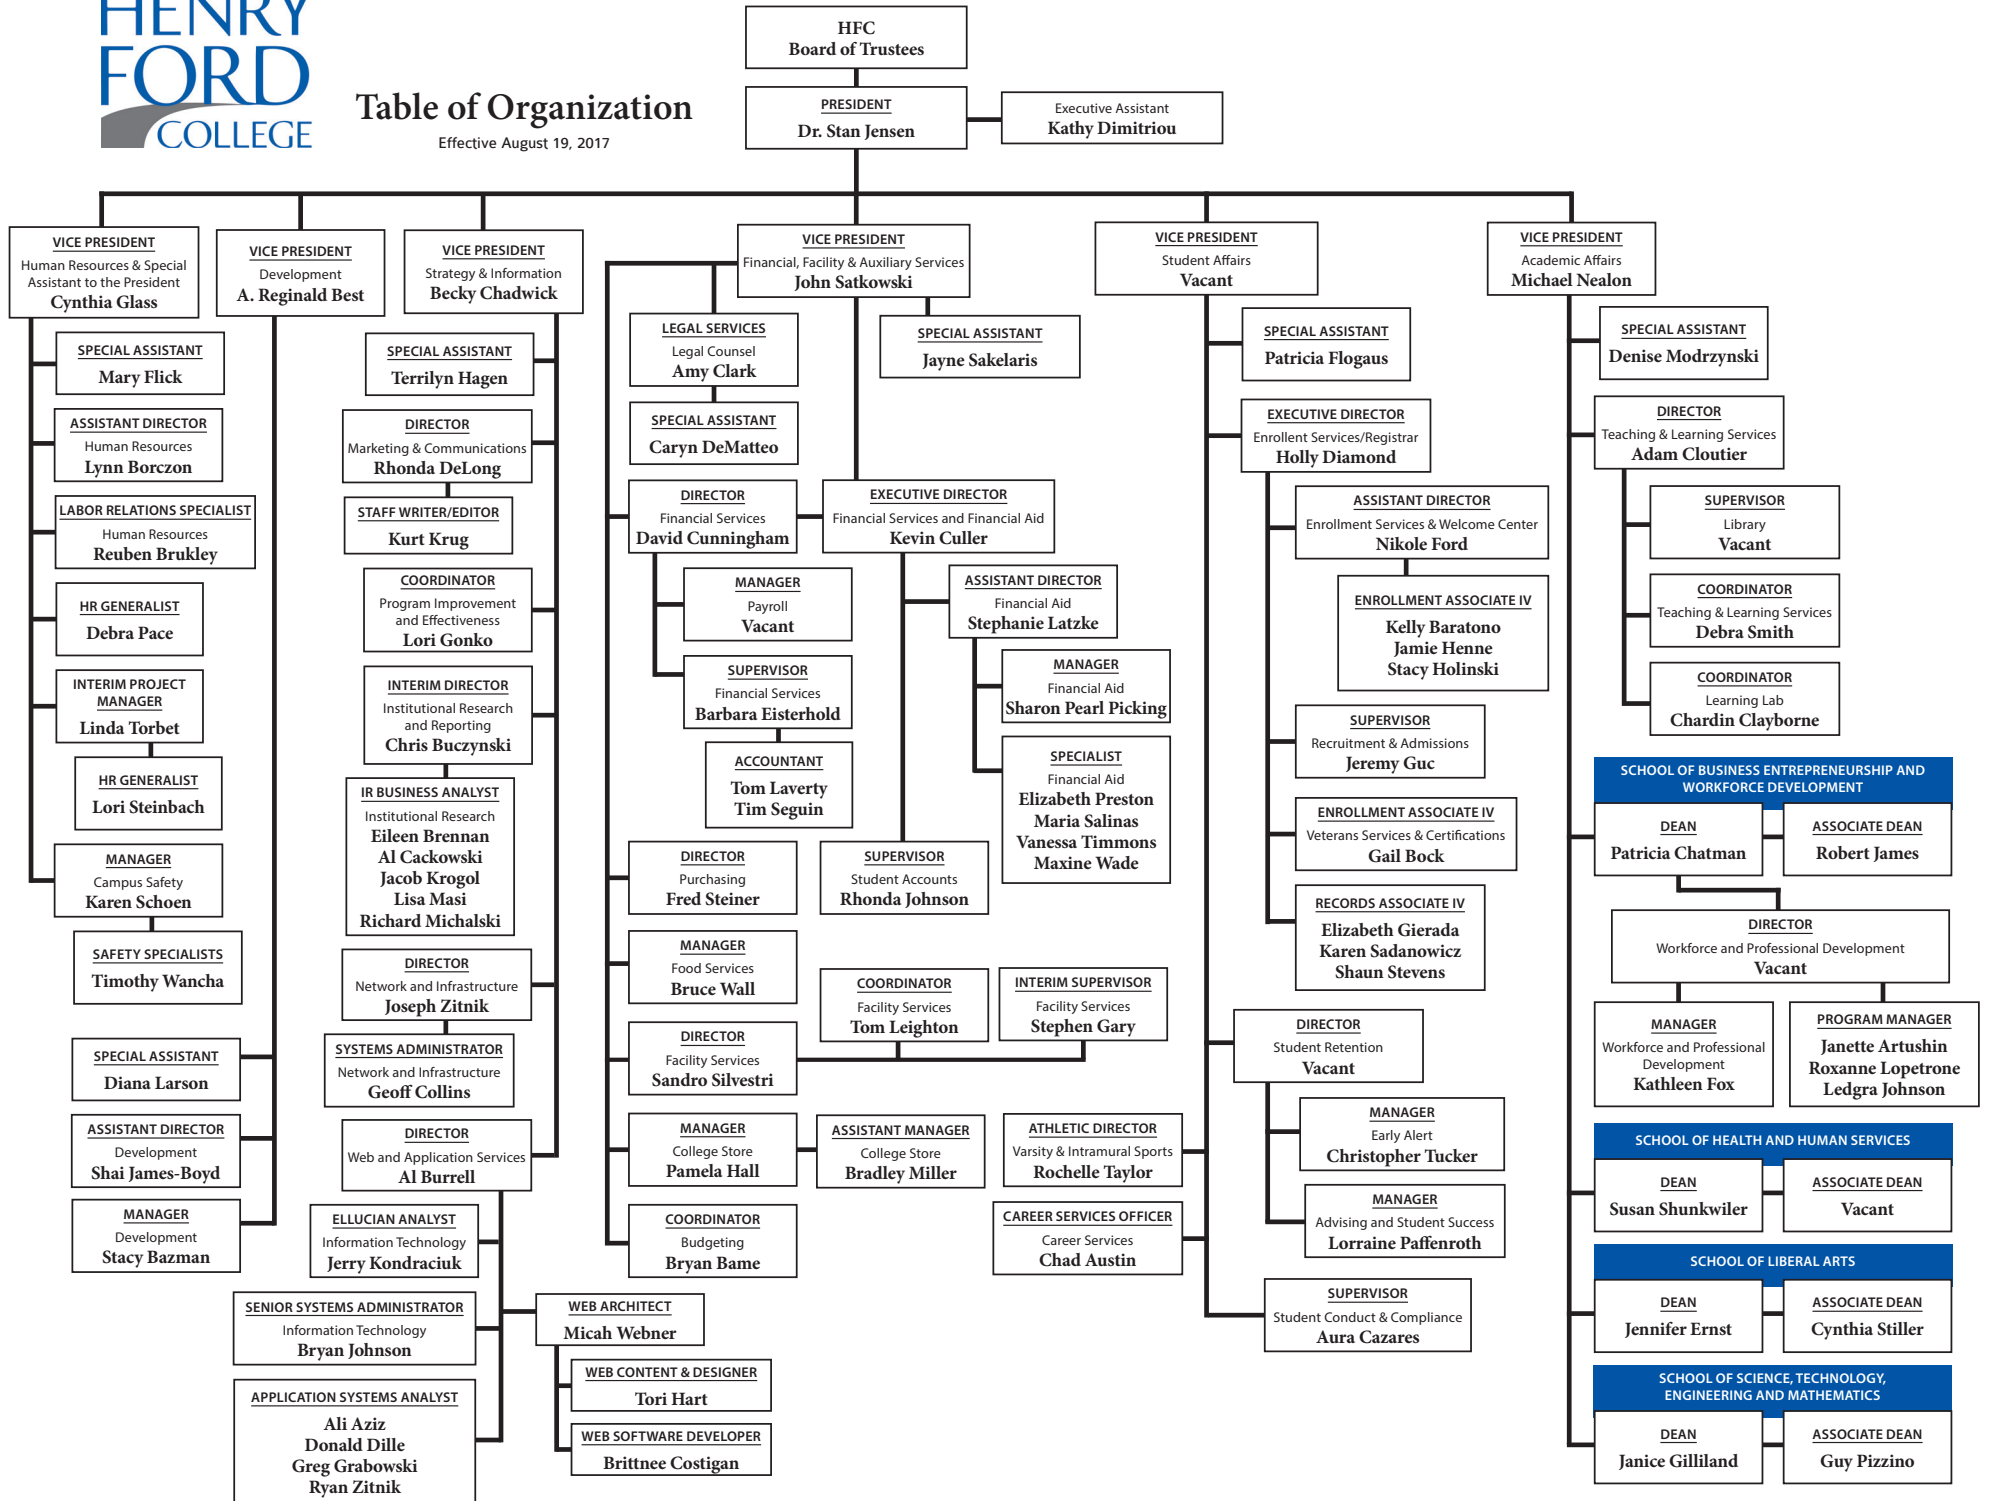 HENRY
FORD
COLLEGE
Table of Organization
Effective August 19, 2017
HFC
Board of Trustees
PRESIDENT
Dr. Stan Jensen
Executive Assistant
Kathy Dimitriou
VICE PRESIDENT
Human Resources & Special
Assistant to the President
Cynthia Glass
SPECIAL ASSISTANT
Mary Flick
ASSISTANT DIRECTOR
Human Resources
Lynn Borczon
LABOR RELATIONS SPECIALIST
Human Resources
Reuben Brukley
HR GENERALIST
Debra Pace
INTERIM PROJECT
MANAGER
Linda Torbet
HR GENERALIST
Lori Steinbach
MANAGER
Campus Safety
Karen Schoen
SAFETY SPECIALISTS
Timothy Wancha
VICE PRESIDENT
Development
A. Reginald Best
SPECIAL ASSISTANT
Diana Larson
ASSISTANT DIRECTOR
Development
Shai James-Boyd
MANAGER
Development
Stacy Bazman
VICE PRESIDENT
Strategy & Information
Becky Chadwick
SPECIAL ASSISTANT
Terrilyn Hagen
DIRECTOR
Marketing & Communications
Rhonda DeLong
STAFF WRITER/EDITOR
Kurt Krug
COORDINATOR
Program Improvement
and Effectiveness
Lori Gonko
INTERIM DIRECTOR
Institutional Research
and Reporting
Chris Buczynski
IR BUSINESS ANALYST
Institutional Research
Eileen Brennan
Al Cackowski
Jacob Krogol
Lisa Masi
Richard Michalski
DIRECTOR
Network and Infrastructure
Joseph Zitnik
SYSTEMS ADMINISTRATOR
Network and Infrastructure
Geoff Collins
DIRECTOR
Web and Application Services
Al Burrell
ELLUCIAN ANALYST
Information Technology
Jerry Kondraciuk
SENIOR SYSTEMS ADMINISTRATOR
Information Technology
Bryan Johnson
APPLICATION SYSTEMS ANALYST
Ali Aziz
Donald Dille
Greg Grabowski
Ryan Zitnik
WEB ARCHITECT
Micah Webner
WEB CONTENT & DESIGNER
Tori Hart
WEB SOFTWARE DEVELOPER
Brittnee Costigan
VICE PRESIDENT
Financial, Facility & Auxiliary Services
John Satkowski
LEGAL SERVICES
Legal Counsel
Amy Clark
SPECIAL ASSISTANT
Caryn DeMatteo
SPECIAL ASSISTANT
Jayne Sakelaris
DIRECTOR
Financial Services
David Cunningham
EXECUTIVE DIRECTOR
Financial Services and Financial Aid
Kevin Culler
MANAGER
Payroll
Vacant
SUPERVISOR
Financial Services
Barbara Eisterhold
ACCOUNTANT
Tom Laverty
Tim Seguin
ASSISTANT DIRECTOR
Financial Aid
Stephanie Latzke
MANAGER
Financial Aid
Sharon Pearl Picking
SPECIALIST
Financial Aid
Elizabeth Preston
Maria Salinas
Vanessa Timmons
Maxine Wade
DIRECTOR
Purchasing
Fred Steiner
SUPERVISOR
Student Accounts
Rhonda Johnson
MANAGER
Food Services
Bruce Wall
COORDINATOR
Facility Services
Tom Leighton
INTERIM SUPERVISOR
Facility Services
Stephen Gary
DIRECTOR
Facility Services
Sandro Silvestri
MANAGER
College Store
Pamela Hall
ASSISTANT MANAGER
College Store
Bradley Miller
COORDINATOR
Budgeting
Bryan Bame
VICE PRESIDENT
Student Affairs
Vacant
SPECIAL ASSISTANT
Patricia Flogaus
EXECUTIVE DIRECTOR
Enrollent Services/Registrar
Holly Diamond
ASSISTANT DIRECTOR
Enrollment Services & Welcome Center
Nikole Ford
ENROLLMENT ASSOCIATE IV
Kelly Baratono
Jamie Henne
Stacy Holinski
SUPERVISOR
Recruitment & Admissions
Jeremy Guc
ENROLLMENT ASSOCIATE IV
Veterans Services & Certifications
Gail Bock
RECORDS ASSOCIATE IV
Elizabeth Gierada
Karen Sadanowicz
Shaun Stevens
DIRECTOR
Student Retention
Vacant
MANAGER
Early Alert
Christopher Tucker
MANAGER
Advising and Student Success
Lorraine Paffenroth
ATHLETIC DIRECTOR
Varsity & Intramural Sports
Rochelle Taylor
CAREER SERVICES OFFICER
Career Services
Chad Austin
SUPERVISOR
Student Conduct & Compliance
Aura Cazares
VICE PRESIDENT
Academic Affairs
Michael Nealon
SPECIAL ASSISTANT
Denise Modrzynski
DIRECTOR
Teaching & Learning Services
Adam Cloutier
SUPERVISOR
Library
Vacant
COORDINATOR
Teaching & Learning Services
Debra Smith
COORDINATOR
Learning Lab
Chardin Clayborne
SCHOOL OF BUSINESS ENTREPRENEURSHIP AND
WORKFORCE DEVELOPMENT
DEAN
Patricia Chatman
ASSOCIATE DEAN
Robert James
DIRECTOR
Workforce and Professional Development
Vacant
MANAGER
Workforce and Professional
Development
Kathleen Fox
PROGRAM MANAGER
Janette Artushin
Roxanne Lopetrone
Ledgra Johnson
SCHOOL OF HEALTH AND HUMAN SERVICES
DEAN
Susan Shunkwiler
ASSOCIATE DEAN
Vacant
SCHOOL OF LIBERAL ARTS
DEAN
Jennifer Ernst
ASSOCIATE DEAN
Cynthia Stiller
SCHOOL OF SCIENCE, TECHNOLOGY,
ENGINEERING AND MATHEMATICS
DEAN
Janice Gilliland
ASSOCIATE DEAN
Guy Pizzino